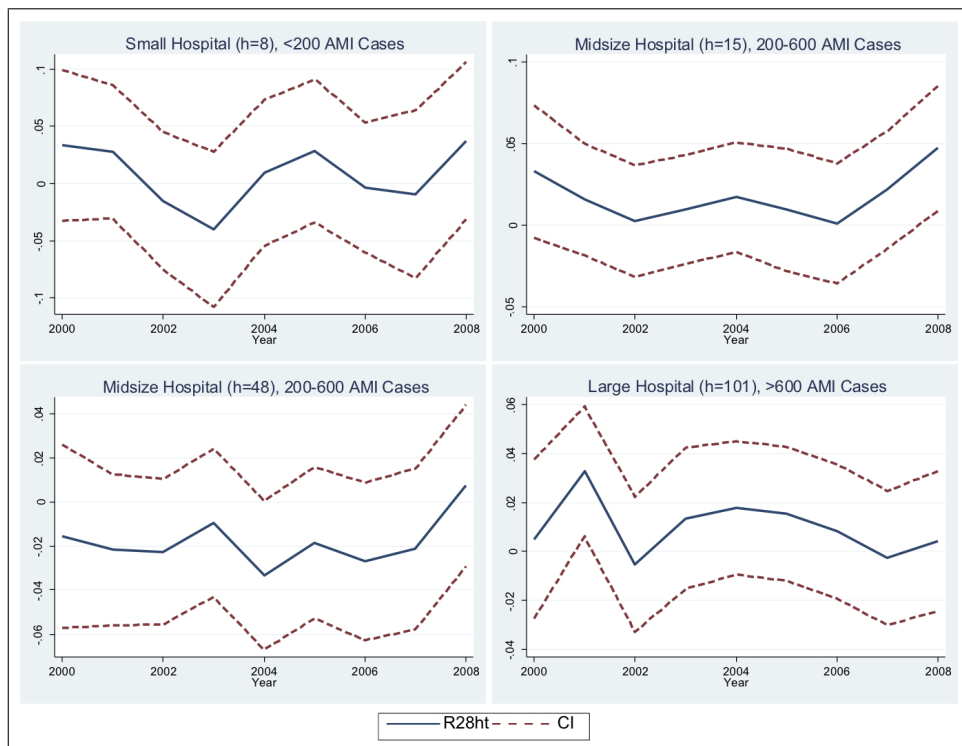 Small Hospital (h=8), <200 AMI Cases
.1
.05
0
-.05
-.1
2000 2002 2004 2006 2008
Year
Midsize Hospital (h=15), 200-600 AMI Cases
.1
.05
0
-.05
2000 2002 2004 2006 2008
Year
Midsize Hospital (h=48), 200-600 AMI Cases
.04
.02
0
-.02
-.04
-.06
2000 2002 2004 2006 2008
Year
Large Hospital (h=101), >600 AMI Cases
.06
.04
.02
0
-.02
-.04
2000 2002 2004 2006 2008
Year
R28ht CI